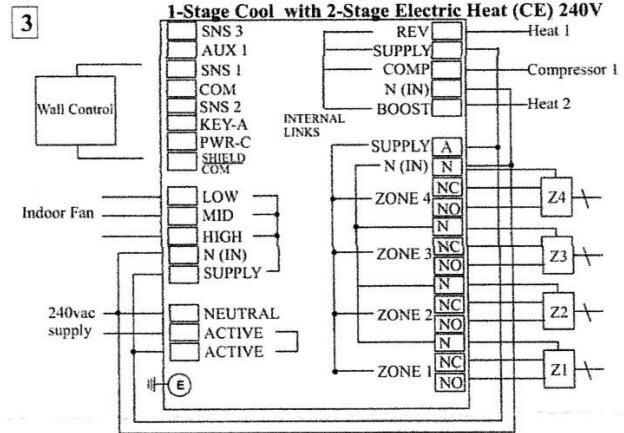 1-Stage Cool with 2-Stage Electric Heat (CE) 240V
3
SNS 3
AUX 1
SNS 1
COM
SNS 2
KEY-A
PWR-C
SHIELD
COM
Wall Control
LOW
MID
HIGH
N (IN)
SUPPLY
Indoor Fan
NEUTRAL
ACTIVE
ACTIVE
240vac
supply
E
REV
SUPPLY
COMP
N (IN)
BOOST
INTERNAL
LINKS
Heat 1
Compressor 1
Heat 2
SUPPLY A
N (IN) N
ZONE 4
NC
NO
Z4
N
ZONE 3
NC
NO
Z3
N
ZONE 2
NC
NO
Z2
N
ZONE 1
NC
NO
Z1